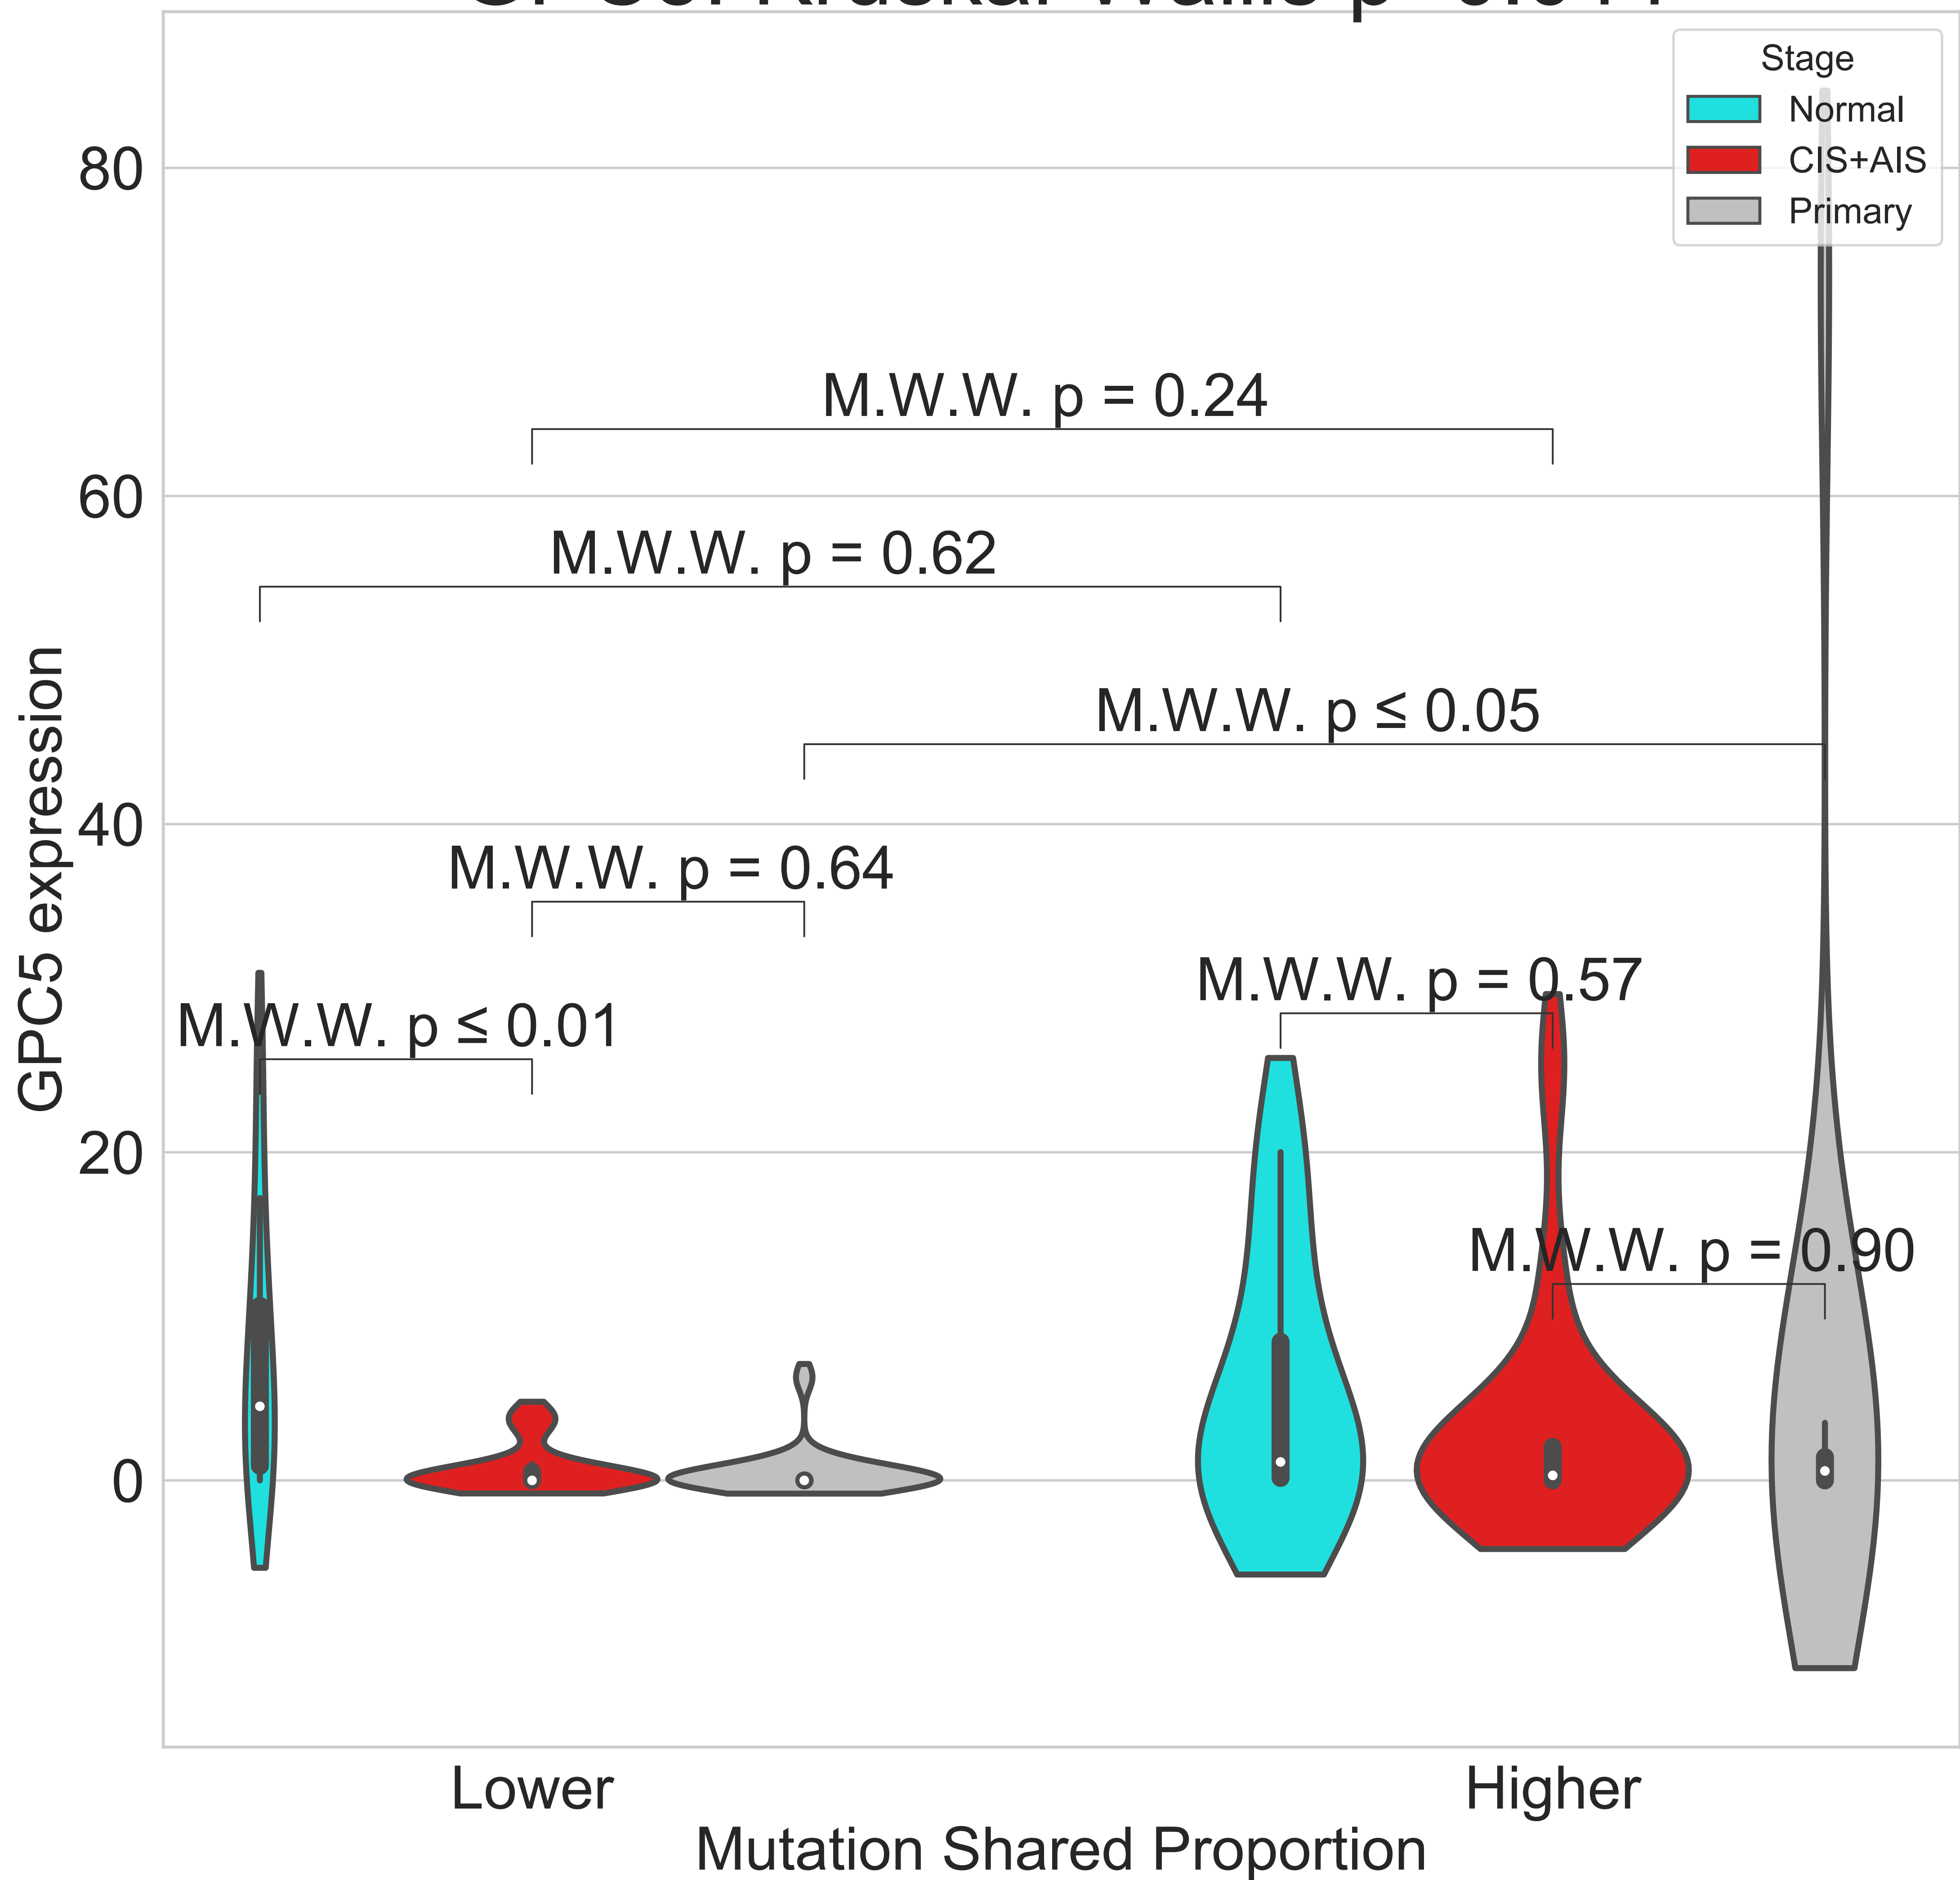 Stage
Normal
CIS+AIS
Primary
80
60
40
20
0
GPC5 expression
M.W.W. p = 0.24
M.W.W. p = 0.62
M.W.W. p ≤ 0.05
M.W.W. p = 0.64
M.W.W. p = 0.57
M.W.W. p ≤ 0.01
M.W.W. p = 0.90
Lower
Higher
Mutation Shared Proportion